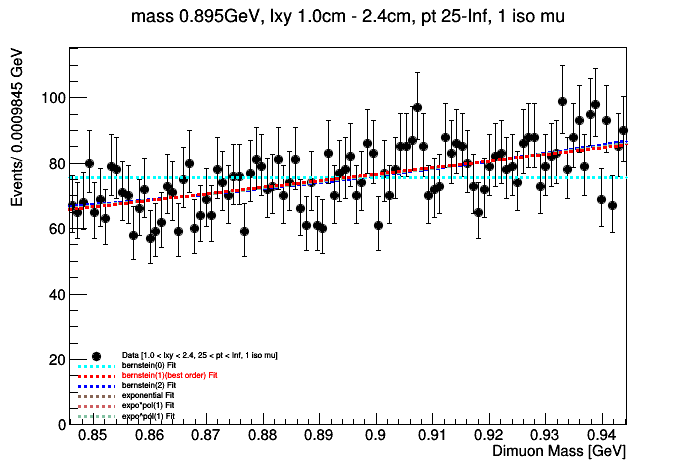 mass 0.895GeV, lxy 1.0cm - 2.4cm, pt 25-Inf, 1 iso mu
Events/ 0.0009845 GeV
100
80
60
40
20
0
Data [1.0 < lxy < 2.4, 25 < pt < Inf, 1 iso mu]
bernstein(0) Fit
bernstein(1)(best order) Fit
bernstein(2) Fit
exponential Fit
expo*pol(1) Fit
expo^pol(1) Fit
0.85 0.86 0.87 0.88 0.89 0.9 0.91 0.92 0.93 0.94
Dimuon Mass [GeV]